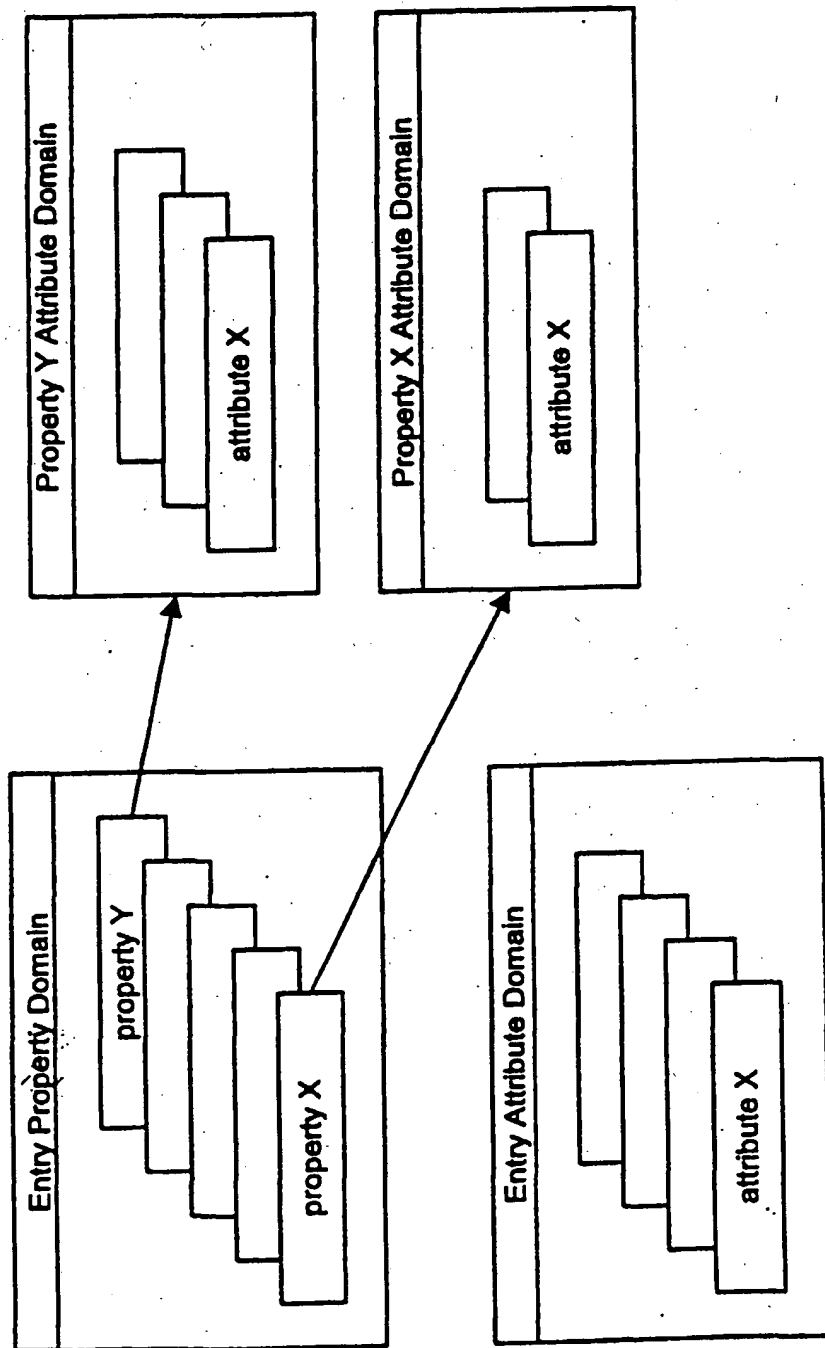 Entry Property Domain
property Y
property X
Property Y Attribute Domain
attribute X
Entry Attribute Domain
attribute X
Property X Attribute Domain
attribute X